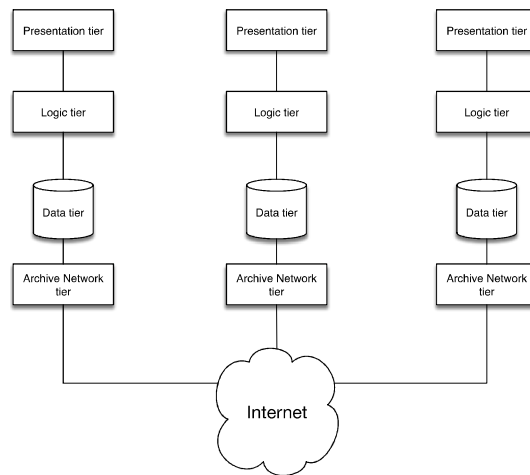 Presentation tier
Presentation tier
Presentation tier
Logic tier
Logic tier
Logic tier
Data tier
Data tier
Data tier
Archive Network
tier
Archive Network
tier
Archive Network
tier
Internet